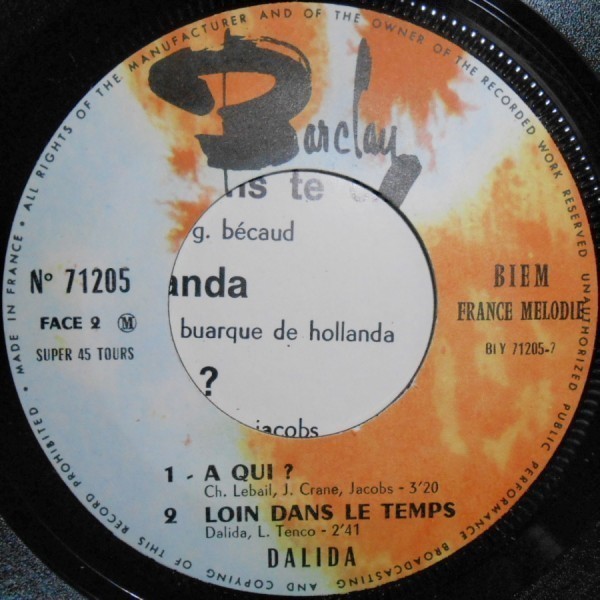 ALL RIGHTS OF THE MANUFACTURER AND OF THE OWNER OF THE RECORDED WORK RESERVED UNAUTHORIZED PUBLIC PERFORMANCE BROADCASTING AND COPYING OF THIS RECORD PROHIBITED • MADE IN FRANCE •
Barclay
g. bécaud
anda
buarque de hollanda
?
jacobs
N° 71205
FACE 2 M
SUPER 45 TOURS
BIEM
FRANCE MELODIE
BLY 71205-2
1 - A QUI ?
Ch. Lebail, J. Crane, Jacobs - 3'20
2 LOIN DANS LE TEMPS
Dalida, L. Tenco - 2'41
DALIDA